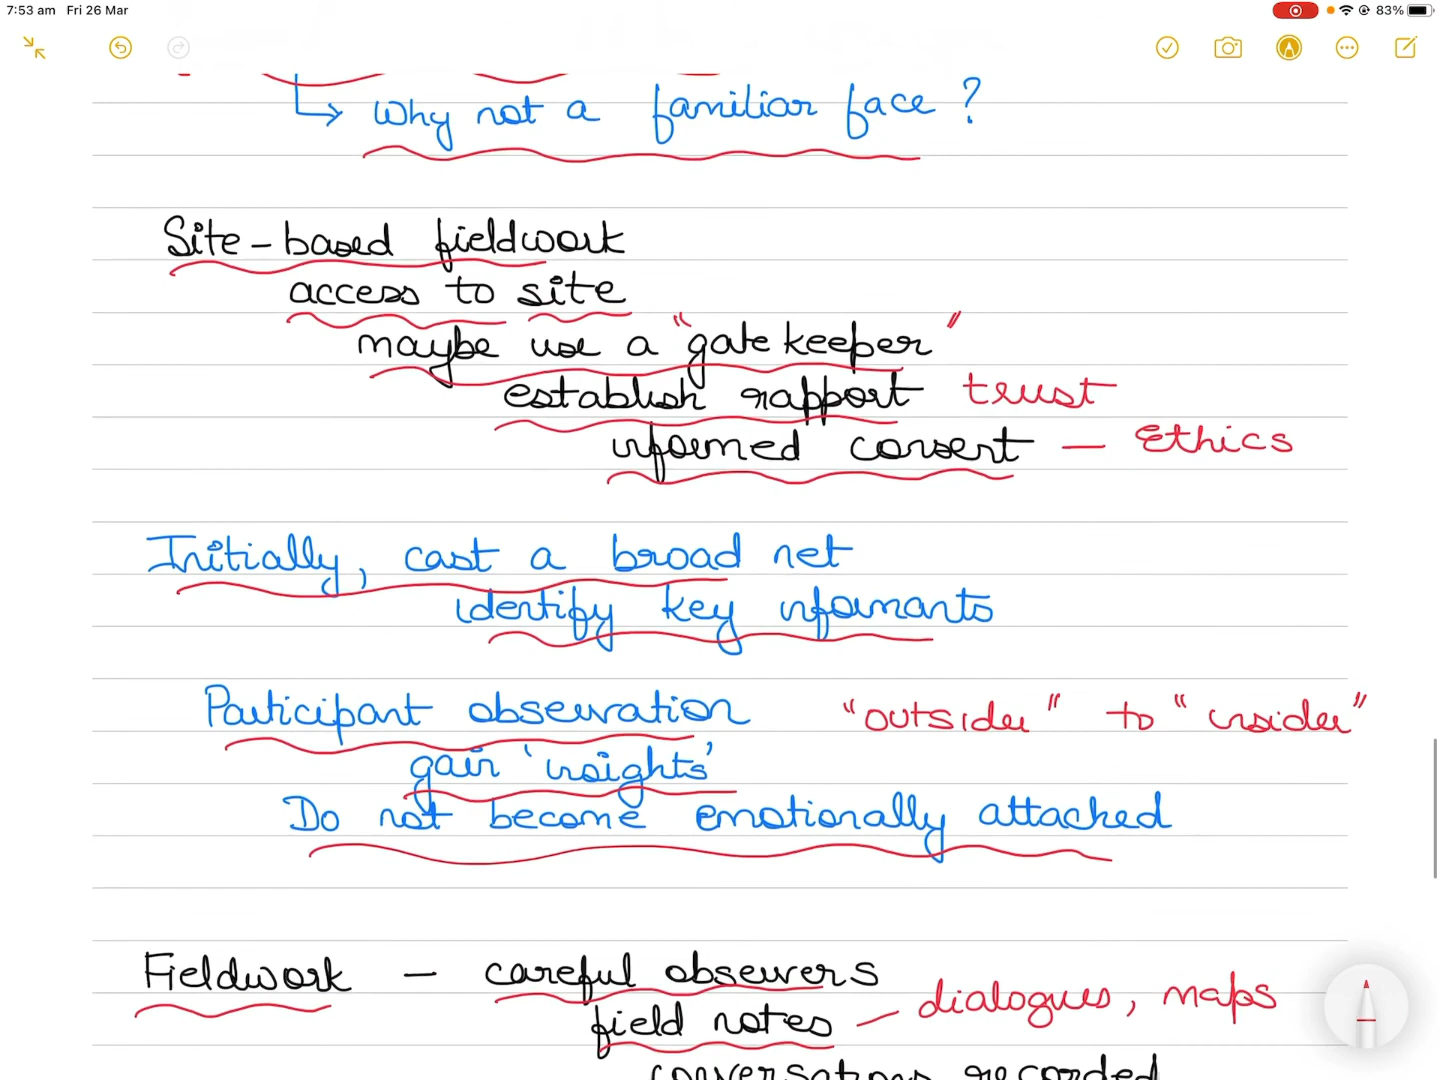 7:53 am Fri 26 Mar 83%
Why not a familiar face ?
Site-based fieldwork
access to site
maybe use a "gate keeper"
establish rapport trust
informed consent — Ethics
Initially, cast a broad net
identify key informants
Participant observation "outsider" to "insider"
gain 'insights'
Do not become emotionally attached
Fieldwork — careful observers
field notes — dialogues, maps
conversations recorded